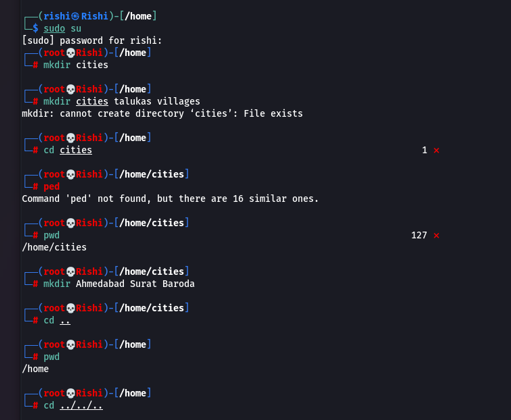 ┌──(rishi㉿Rishi)-[/home]
└─$ sudo su
[sudo] password for rishi:
┌──(root💀Rishi)-[/home]
└─# mkdir cities
┌──(root💀Rishi)-[/home]
└─# mkdir cities talukas villages
mkdir: cannot create directory ‘cities’: File exists
┌──(root💀Rishi)-[/home]
└─# cd cities 1 ⨯
┌──(root💀Rishi)-[/home/cities]
└─# ped
Command 'ped' not found, but there are 16 similar ones.
┌──(root💀Rishi)-[/home/cities]
└─# pwd 127 ⨯
/home/cities
┌──(root💀Rishi)-[/home/cities]
└─# mkdir Ahmedabad Surat Baroda
┌──(root💀Rishi)-[/home/cities]
└─# cd ..
┌──(root💀Rishi)-[/home]
└─# pwd
/home
┌──(root💀Rishi)-[/home]
└─# cd ../../..